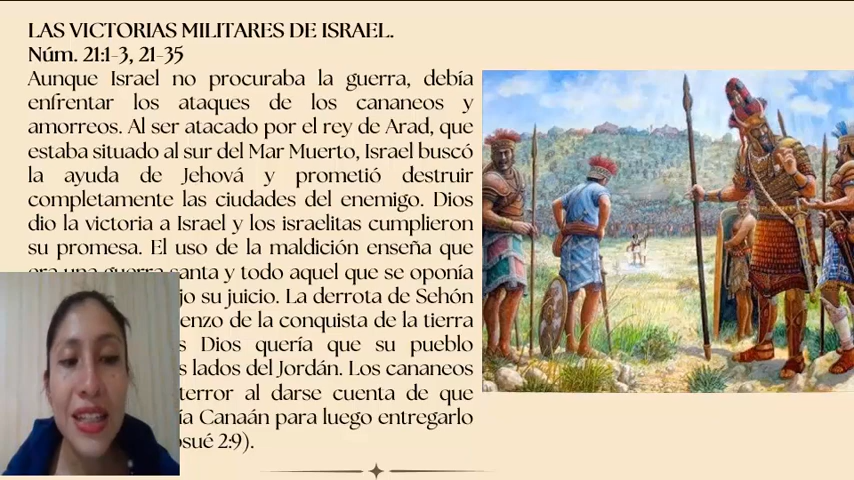 LAS VICTORIAS MILITARES DE ISRAEL.
Núm. 21:1-3, 21-35
Aunque Israel no procuraba la guerra, debía
enfrentar los ataques de los cananeos y
amorreos. Al ser atacado por el rey de Arad, que
estaba situado al sur del Mar Muerto, Israel buscó
la ayuda de Jehová y prometió destruir
completamente las ciudades del enemigo. Dios
dio la victoria a Israel y los israelitas cumplieron
su promesa. El uso de la maldición enseña que
era una guerra santa y todo aquel que se oponía
su juicio. La derrota de Sehón
de la conquista de la tierra
Dios quería que su pueblo
lados del Jordán. Los cananeos
terror al darse cuenta de que
Canaán para luego entregarlo
2:9).